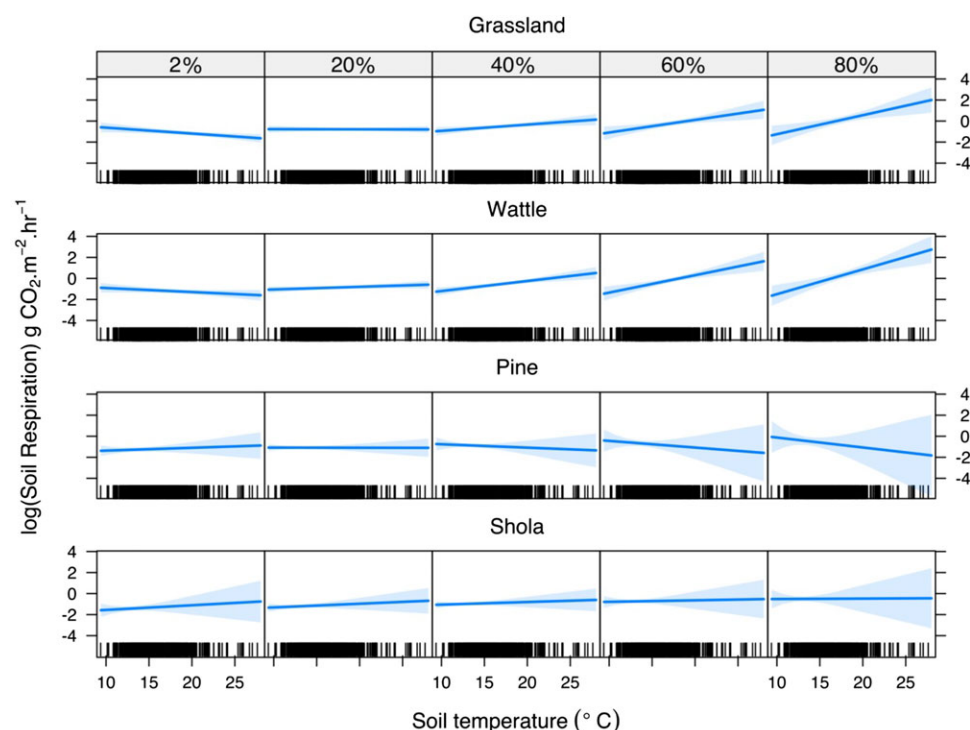 Grassland
2% 20% 40% 60% 80%
4
2
0
-2
-4
Wattle
4
2
0
-2
-4
Pine
4
2
0
-2
-4
Shola
4
2
0
-2
-4
10 15 20 25 10 15 20 25 10 15 20 25
Soil temperature (° C)
log(Soil Respiration) g CO₂.m⁻².hr⁻¹